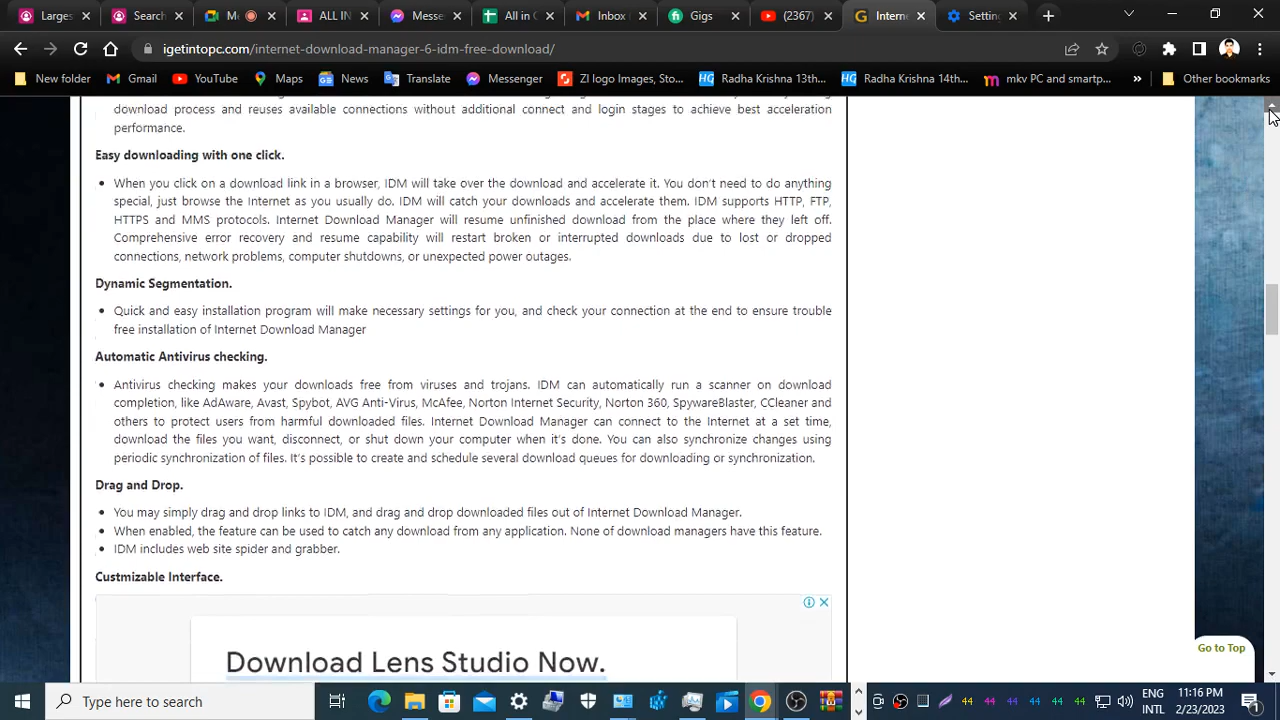 Larges
Search
Me
ALL IN
Messe
All in C
Inbox
Gigs
(2367)
Intern
Settin
igetintopc.com/internet-download-manager-6-idm-free-download/
New folder
Gmail
YouTube
Maps
News
Translate
Messenger
ZI logo Images, Sto...
Radha Krishna 13th...
Radha Krishna 14th...
mkv PC and smartp...
Other bookmarks
download process and reuses available connections without additional connect and login stages to achieve best acceleration
performance.
Easy downloading with one click.
When you click on a download link in a browser, IDM will take over the download and accelerate it. You don't need to do anything
special, just browse the Internet as you usually do. IDM will catch your downloads and accelerate them. IDM supports HTTP, FTP,
HTTPS and MMS protocols. Internet Download Manager will resume unfinished download from the place where they left off.
Comprehensive error recovery and resume capability will restart broken or interrupted downloads due to lost or dropped
connections, network problems, computer shutdowns, or unexpected power outages.
Dynamic Segmentation.
Quick and easy installation program will make necessary settings for you, and check your connection at the end to ensure trouble
free installation of Internet Download Manager
Automatic Antivirus checking.
Antivirus checking makes your downloads free from viruses and trojans. IDM can automatically run a scanner on download
completion, like AdAware, Avast, Spybot, AVG Anti-Virus, McAfee, Norton Internet Security, Norton 360, SpywareBlaster, CCleaner and
others to protect users from harmful downloaded files. Internet Download Manager can connect to the Internet at a set time,
download the files you want, disconnect, or shut down your computer when it's done. You can also synchronize changes using
periodic synchronization of files. It's possible to create and schedule several download queues for downloading or synchronization.
Drag and Drop.
You may simply drag and drop links to IDM, and drag and drop downloaded files out of Internet Download Manager.
When enabled, the feature can be used to catch any download from any application. None of download managers have this feature.
IDM includes web site spider and grabber.
Custmizable Interface.
Download Lens Studio Now.
Go to Top
Type here to search
44 44 44 44 44
ENG
INTL
11:16 PM
2/23/2023
1